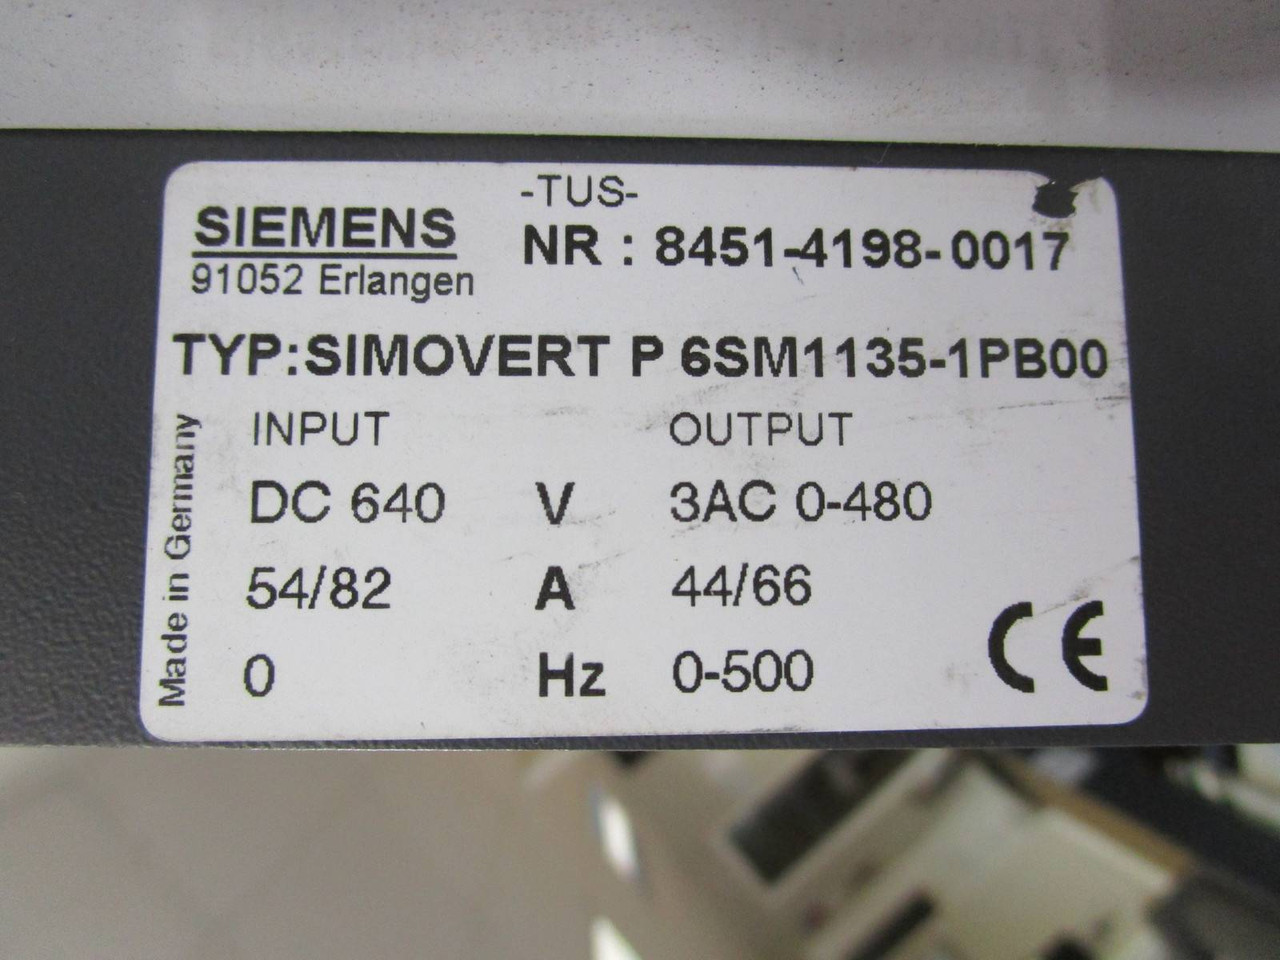 -TUS-
SIEMENS
NR : 8451-4198-0017
91052 Erlangen
TYP:SIMOVERT P 6SM1135-1PB00
INPUT OUTPUT
DC 640 V 3AC 0-480
54/82 A 44/66
0 Hz 0-500
CE
Made in Germany